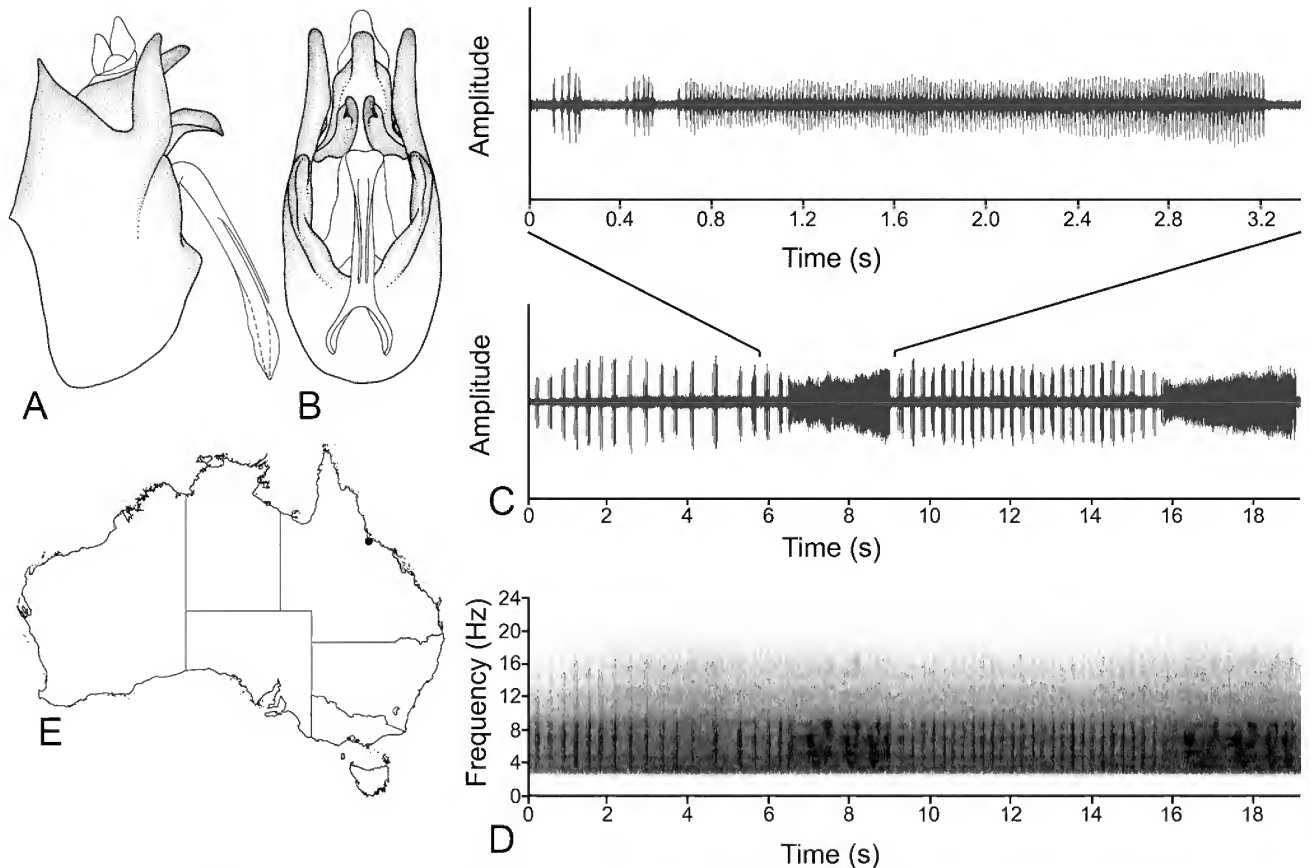 A
B
Amplitude
0 0.4 0.8 1.2 1.6 2.0 2.4 2.8 3.2
Time (s)
Amplitude
C
0 2 4 6 8 10 12 14 16 18
Time (s)
E
Frequency (Hz)
24
20
16
12
8
4
0
0 2 4 6 8 10 12 14 16 18
D
Time (s)